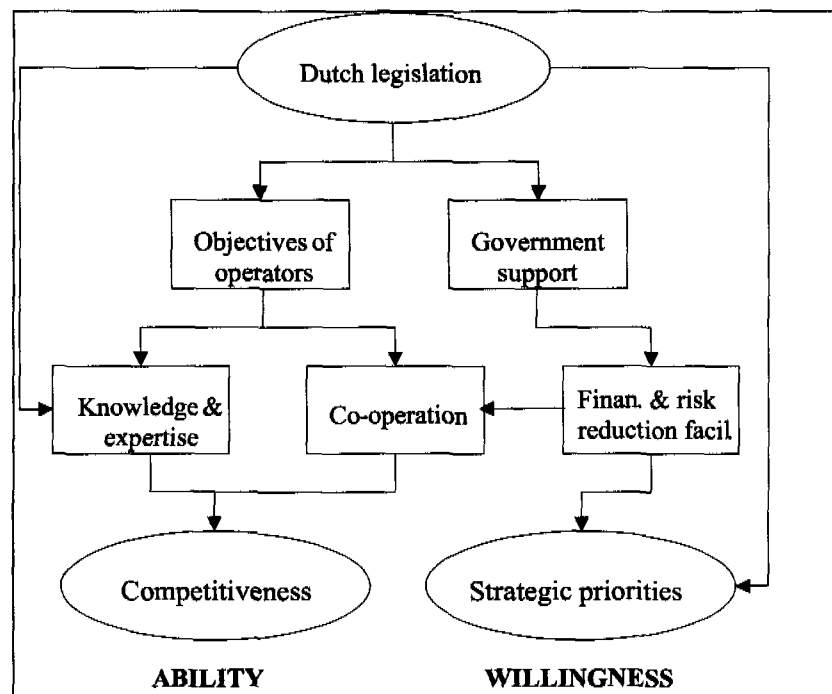 Dutch legislation
Objectives of
operators
Government
support
Knowledge &
expertise
Co-operation
Finan. & risk
reduction facil.
Competitiveness
Strategic priorities
ABILITY
WILLINGNESS